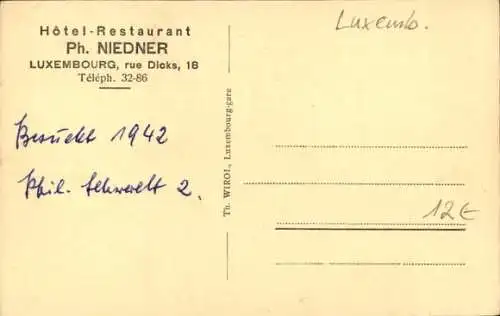 Hôtel-Restaurant
Ph. NIEDNER
LUXEMBOURG, rue Dicks, 18
Téléph. 32-86
Besucht 1942
Phil. 2.
Th. WIROL, Luxembourg-gare
Luxemb.
12€